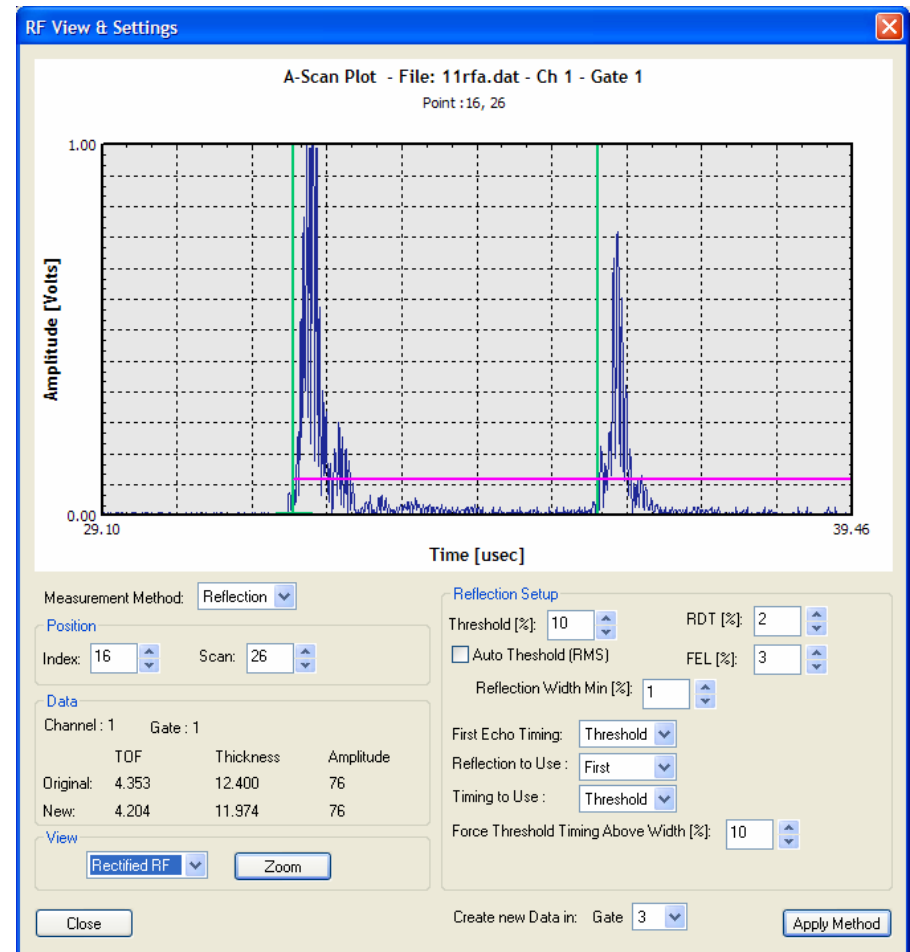 RF View & Settings
A-Scan Plot - File: 11rfa.dat - Ch 1 - Gate 1
Point :16, 26
1.00
Amplitude [Volts]
0.00
29.10
39.46
Time [usec]
Measurement Method: Reflection
Position
Index: 16 Scan: 26
Data
Channel : 1 Gate : 1
TOF Thickness Amplitude
Original: 4.353 12.400 76
New: 4.204 11.974 76
View
Rectified RF Zoom
Close
Reflection Setup
Threshold [%]: 10 RDT [%]: 2
Auto Theshold (RMS) FEL [%]: 3
Reflection Width Min [%]: 1
First Echo Timing: Threshold
Reflection to Use : First
Timing to Use : Threshold
Force Threshold Timing Above Width [%]: 10
Create new Data in: Gate 3
Apply Method